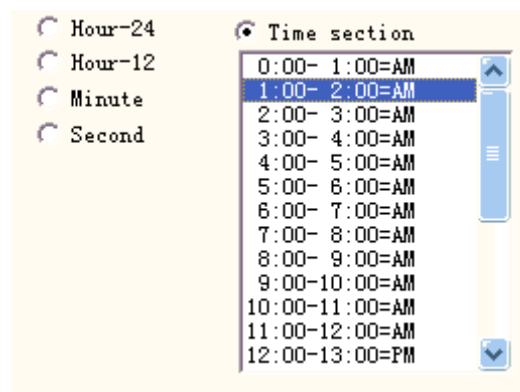 Hour-24
Hour-12
Minute
Second
Time section
0:00- 1:00=AM
1:00- 2:00=AM
2:00- 3:00=AM
3:00- 4:00=AM
4:00- 5:00=AM
5:00- 6:00=AM
6:00- 7:00=AM
7:00- 8:00=AM
8:00- 9:00=AM
9:00-10:00=AM
10:00-11:00=AM
11:00-12:00=AM
12:00-13:00=PM